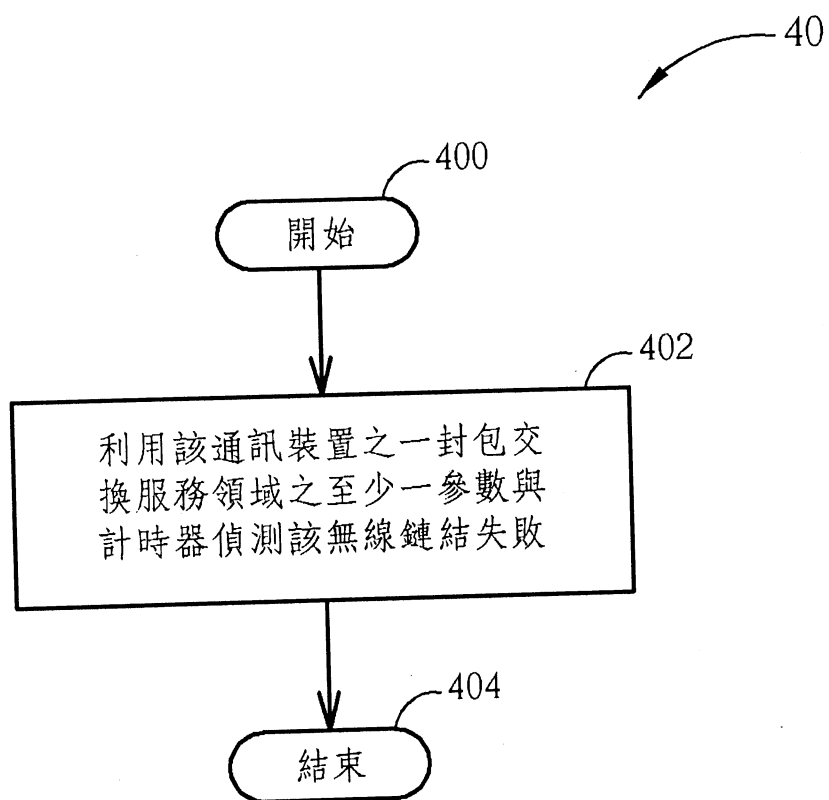 40
400
開始
402
利用該通訊裝置之一封包交
換服務領域之至少一參數與
計時器偵測該無線鏈結失敗
404
結束